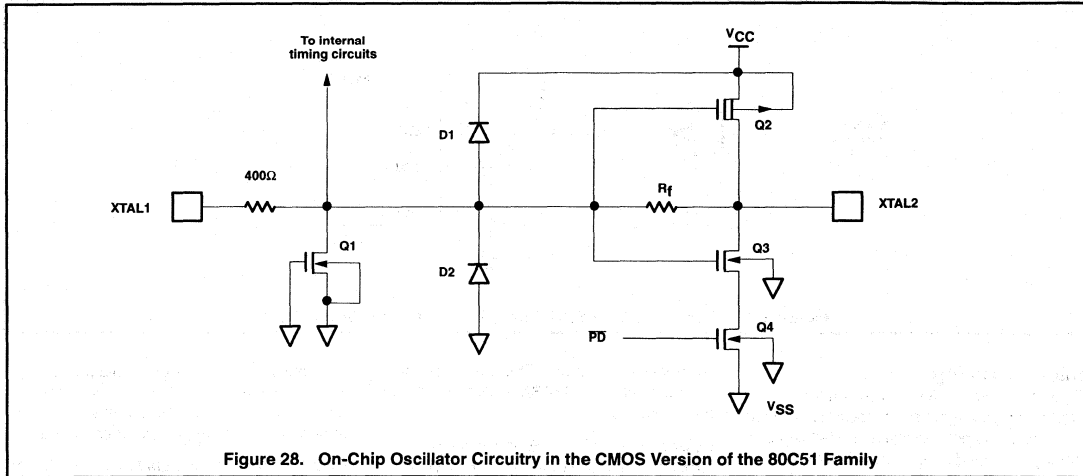 To internal
timing circuits
VCC
Q2
D1
400Ω
Rf
XTAL1
XTAL2
Q1
Q3
D2
PD
Q4
VSS
Figure 28. On-Chip Oscillator Circuitry in the CMOS Version of the 80C51 Family